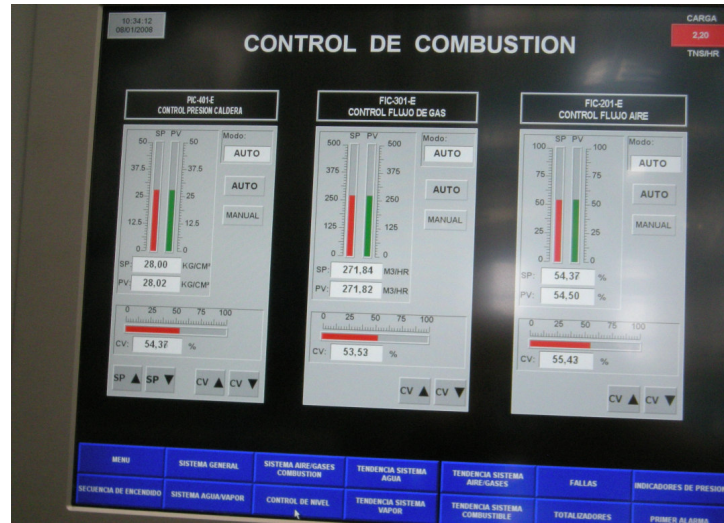 10:34:12
08/01/2008
CONTROL DE COMBUSTION
CARGA
2,20
TNS/HR
PIC-401-E
CONTROL PRESION CALDERA
SP PV
50 50
37.5 37.5
25 25
12.5 12.5
0 0
Modo:
AUTO
AUTO
MANUAL
SP: 28,00 KG/CM²
PV: 28,02 KG/CM²
0 25 50 75 100
CV: 54,37 %
SP ▲ SP ▼ CV ▲ CV ▼
FIC-301-E
CONTROL FLUJO DE GAS
SP PV
500 500
375 375
250 250
125 125
0 0
Modo:
AUTO
AUTO
MANUAL
SP: 271,84 M3/HR
PV: 271,82 M3/HR
0 25 50 75 100
CV: 53,53 %
CV ▲ CV ▼
FIC-201-E
CONTROL FLUJO AIRE
SP PV
100 100
75 75
50 50
25 25
0 0
Modo:
AUTO
AUTO
MANUAL
SP: 54,37 %
PV: 54,50 %
0 25 50 75 100
CV: 55,43 %
CV ▲ CV ▼
MENU SISTEMA GENERAL SISTEMA AIRE/GASES COMBUSTION TENDENCIA SISTEMA AGUA TENDENCIA SISTEMA AIRE/GASES FALLAS INDICADORES DE PRESION
SECUENCIA DE ENCENDIDO SISTEMA AGUA/VAPOR CONTROL DE NIVEL TENDENCIA SISTEMA VAPOR TENDENCIA SISTEMA COMBUSTIBLE TOTALIZADORES PRIMER ALARMA